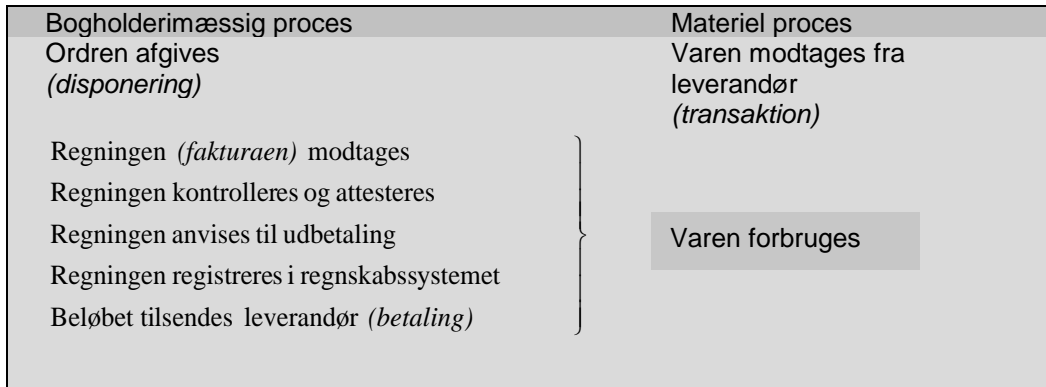 Bogholderimæssig proces
Materiel proces
Ordren afgives
(disponering)
Varen modtages fra
leverandør
(transaktion)
Regningen (fakturaen) modtages
Regningen kontrolleres og attesteres
Regningen anvises til udbetaling
Regningen registreres i regnskabssystemet
Beløbet tilsendes leverandør (betaling)
Varen forbruges